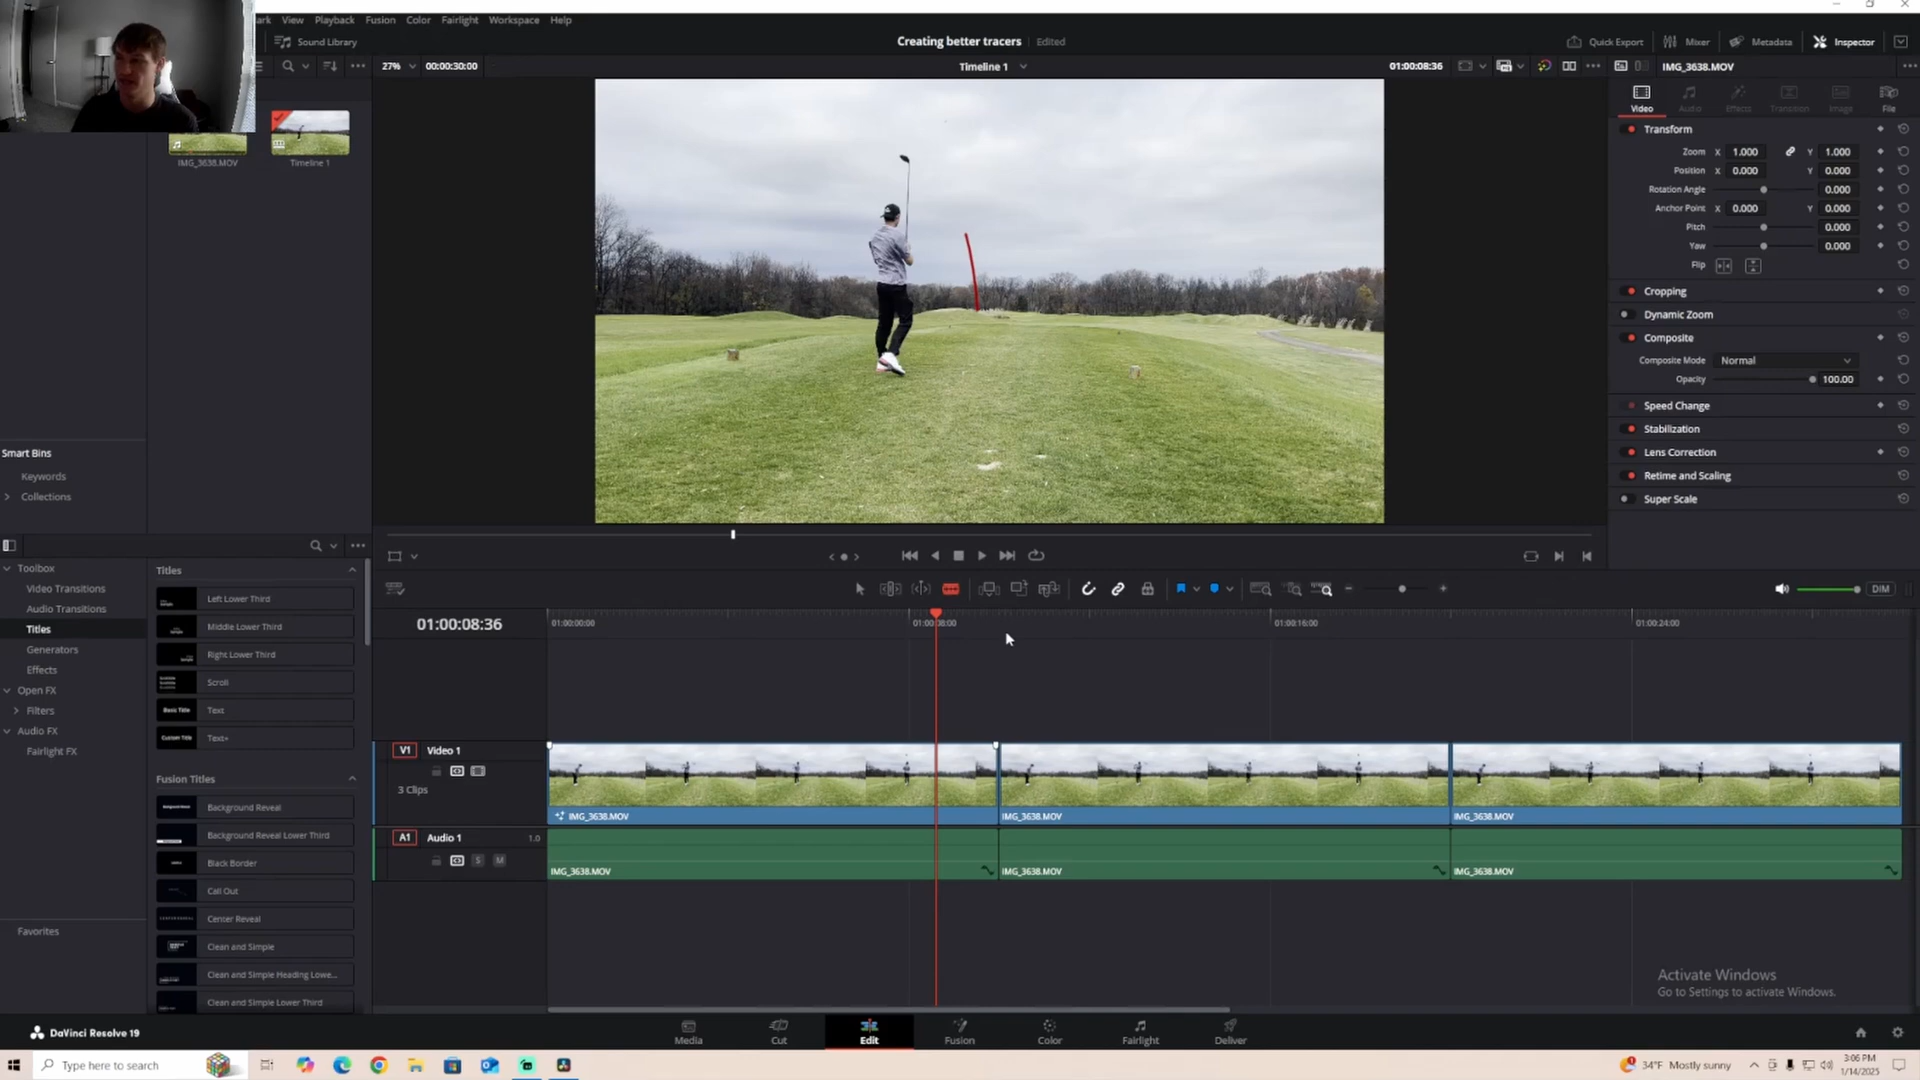 ark View Playback Fusion Color Fairlight Workspace Help
Sound Library
Creating better tracers Edited
Quick Export Mixer Metadata Inspector
27% 00:00:30:00
Timeline 1
01:00:08:36
IMG_3638.MOV
IMG_3638.MOV
Timeline 1
Video Audio Effects Transition Image File
Transform
Zoom X 1.000 Y 1.000
Position X 0.000 Y 0.000
Rotation Angle 0.000
Anchor Point X 0.000 Y 0.000
Pitch 0.000
Yaw 0.000
Flip
Cropping
Dynamic Zoom
Composite
Composite Mode Normal
Opacity 100.00
Speed Change
Stabilization
Lens Correction
Retime and Scaling
Super Scale
Smart Bins
Keywords
Collections
Toolbox
Video Transitions
Audio Transitions
Titles
Generators
Effects
Open FX
Filters
Audio FX
Fairlight FX
Favorites
Titles
Left Lower Third
Middle Lower Third
Right Lower Third
Scroll
Basic Title Text
Custom Title Text+
Fusion Titles
Background Reveal
Background Reveal Lower Third
Black Border
Call Out
Center Reveal
Clean and Simple
Clean and Simple Heading Lowe...
Clean and Simple Lower Third
DIM
01:00:08:36
01:00:00:00 01:00:08:00 01:00:16:00 01:00:24:00
V1 Video 1
3 Clips
IMG_3638.MOV IMG_3638.MOV IMG_3638.MOV
A1 Audio 1 1.0
S M
IMG_3638.MOV IMG_3638.MOV IMG_3638.MOV
Activate Windows
Go to Settings to activate Windows.
DaVinci Resolve 19
Media Cut Edit Fusion Color Fairlight Deliver
Type here to search
34°F Mostly sunny
3:06 PM
1/14/2025